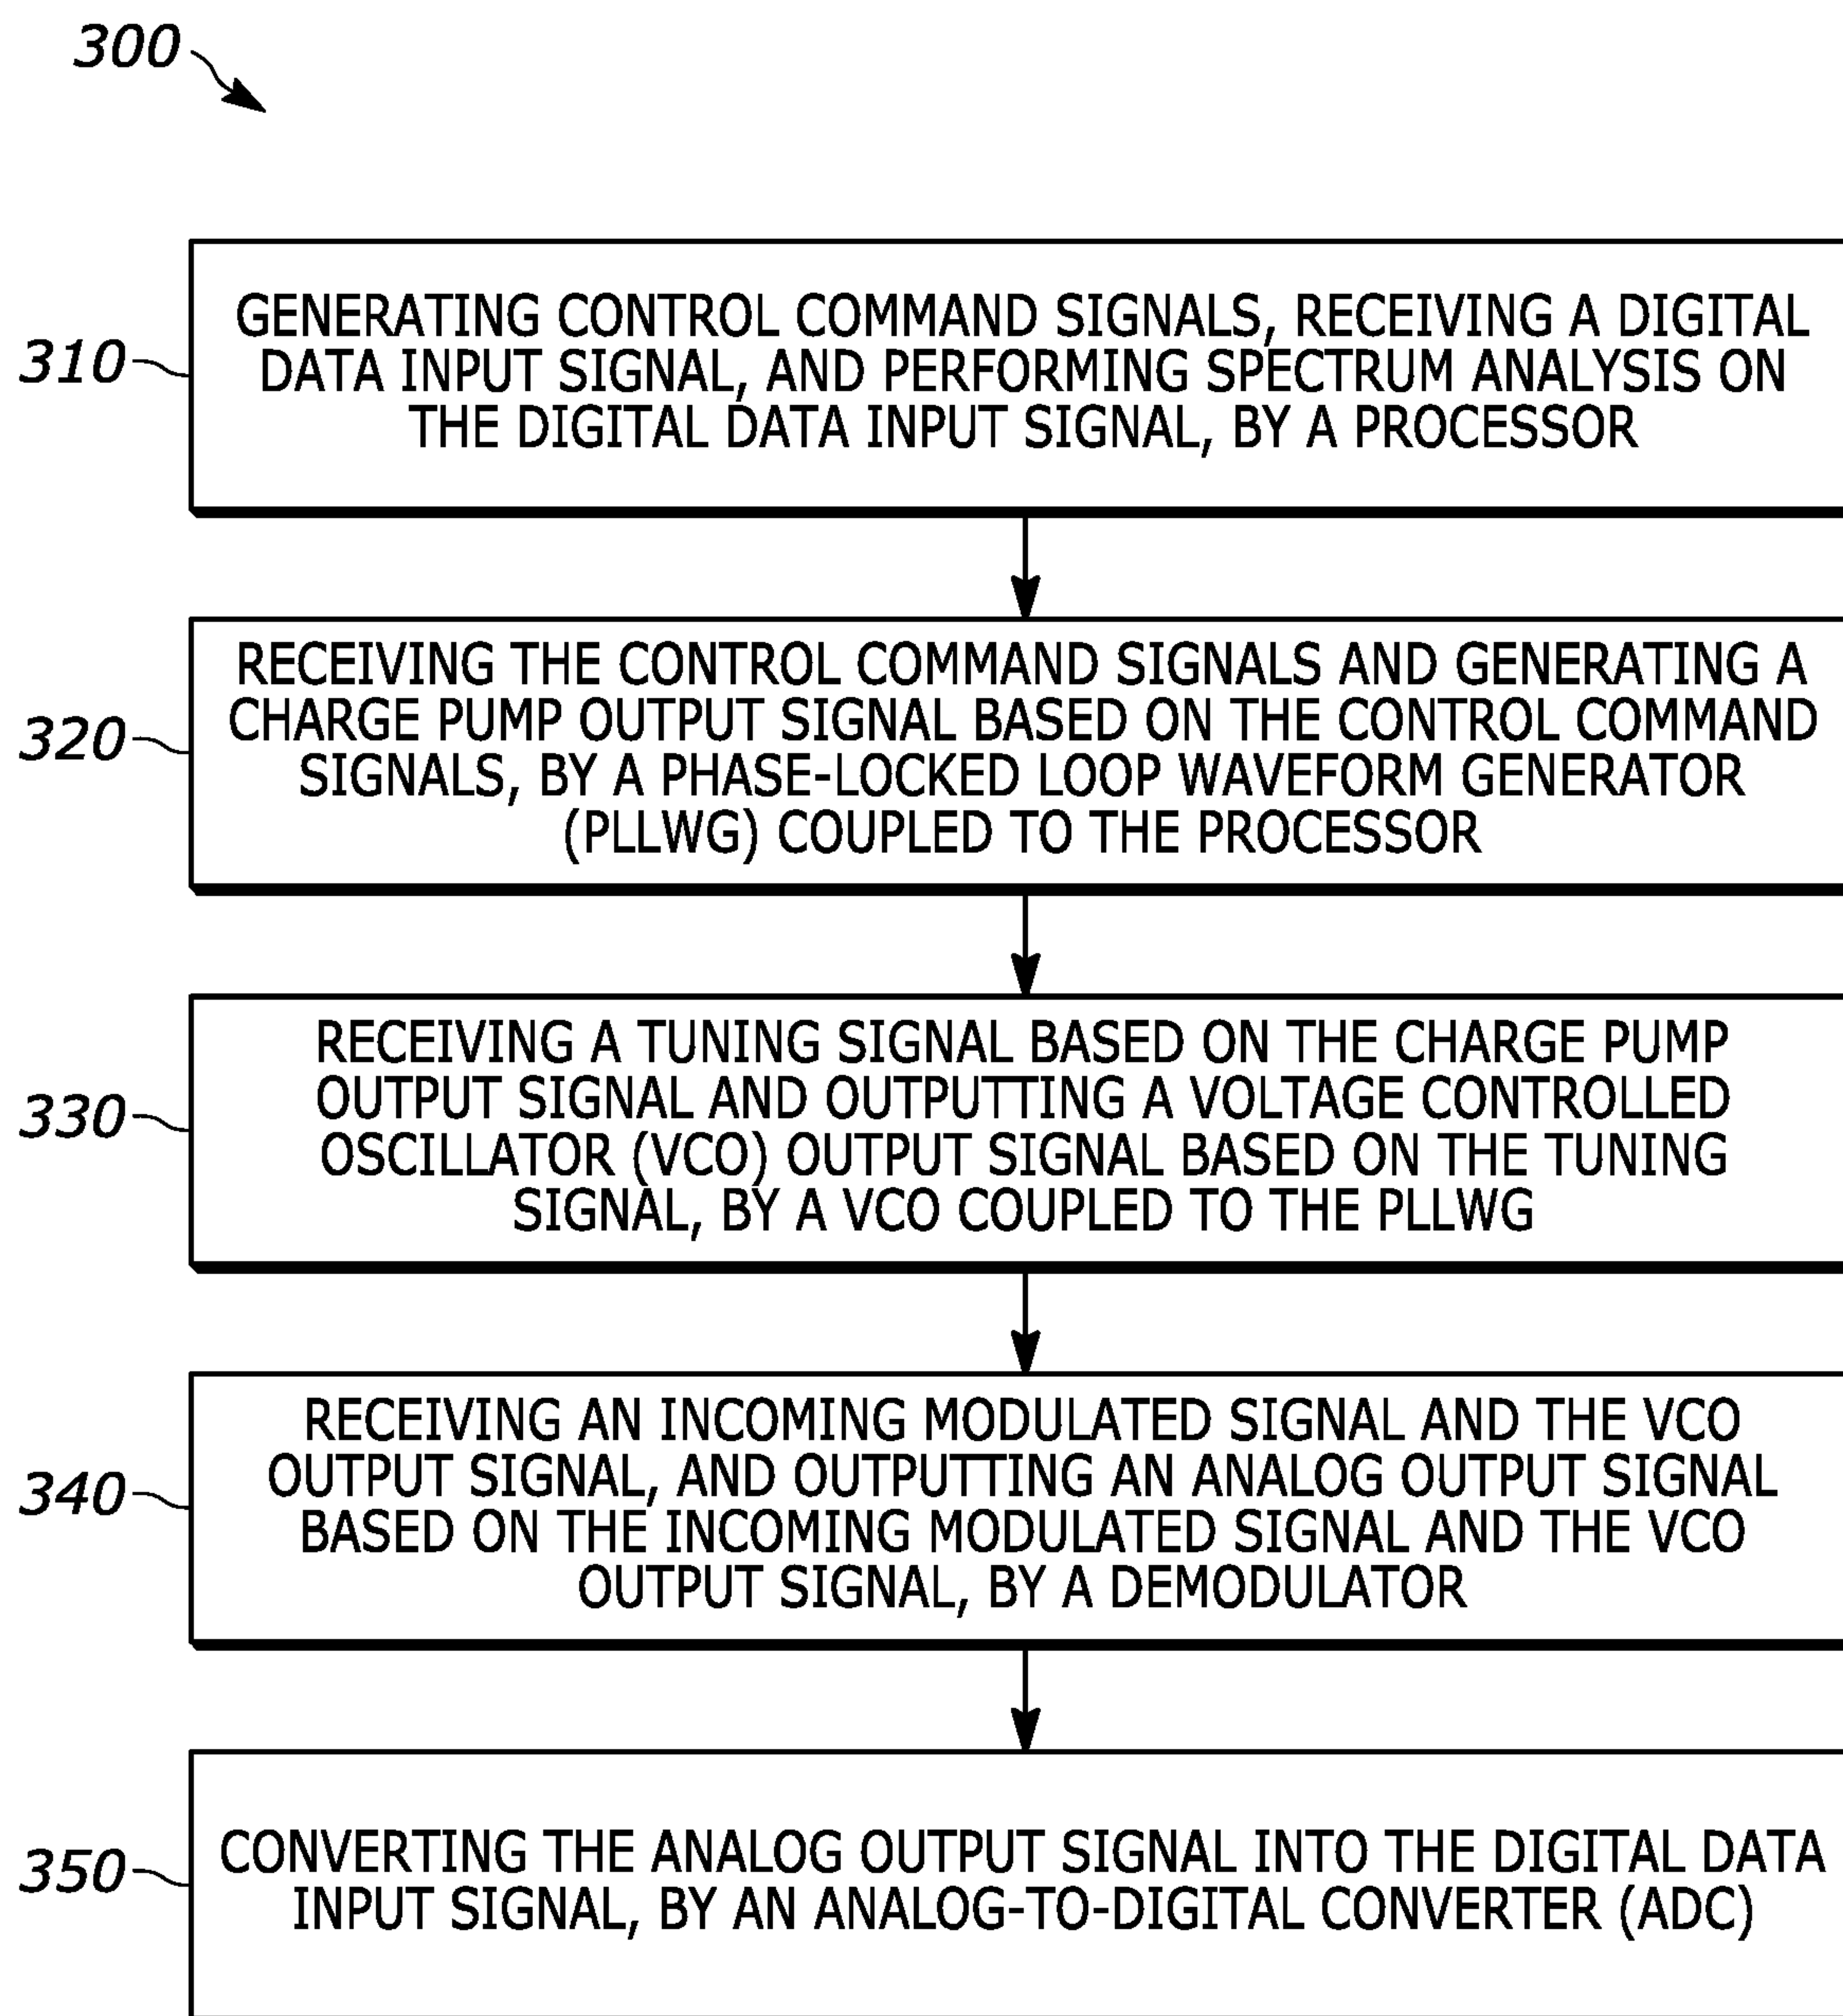 300
310
GENERATING CONTROL COMMAND SIGNALS, RECEIVING A DIGITAL
DATA INPUT SIGNAL, AND PERFORMING SPECTRUM ANALYSIS ON
THE DIGITAL DATA INPUT SIGNAL, BY A PROCESSOR
320
RECEIVING THE CONTROL COMMAND SIGNALS AND GENERATING A
CHARGE PUMP OUTPUT SIGNAL BASED ON THE CONTROL COMMAND
SIGNALS, BY A PHASE-LOCKED LOOP WAVEFORM GENERATOR
(PLLWG) COUPLED TO THE PROCESSOR
330
RECEIVING A TUNING SIGNAL BASED ON THE CHARGE PUMP
OUTPUT SIGNAL AND OUTPUTTING A VOLTAGE CONTROLLED
OSCILLATOR (VCO) OUTPUT SIGNAL BASED ON THE TUNING
SIGNAL, BY A VCO COUPLED TO THE PLLWG
340
RECEIVING AN INCOMING MODULATED SIGNAL AND THE VCO
OUTPUT SIGNAL, AND OUTPUTTING AN ANALOG OUTPUT SIGNAL
BASED ON THE INCOMING MODULATED SIGNAL AND THE VCO
OUTPUT SIGNAL, BY A DEMODULATOR
350
CONVERTING THE ANALOG OUTPUT SIGNAL INTO THE DIGITAL DATA
INPUT SIGNAL, BY AN ANALOG-TO-DIGITAL CONVERTER (ADC)